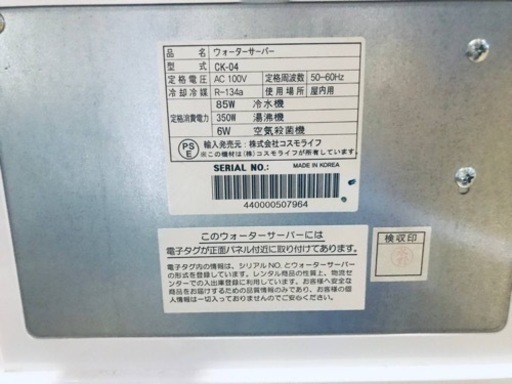 品名 ウォーターサーバー
型式 CK-04
定格電圧 AC 100V 定格周波数 50-60Hz
冷却冷媒 R-134a 使用場所 屋内用
定格消費電力 85W 冷水機
350W 湯沸機
6W 空気殺菌機
PS E 輸入発売元：株式会社コスモライフ
※この機材は(株)コスモライフが所有しています。
SERIAL NO.: MADE IN KOREA
440000507964
このウォーターサーバーには
電子タグが正面パネル付近に取り付けてあります。
電子タグ内の情報は、シリアルNO.とウォーターサーバー
の形式を登録しています。レンタル商品の性質上、物流セ
ンターでの入出庫登録に利用しています。お客様へ安全な
商品をお届けするための品質情報のみであり、お客様の個
人情報は一切入っておりませんのでご安心ください。
検収印